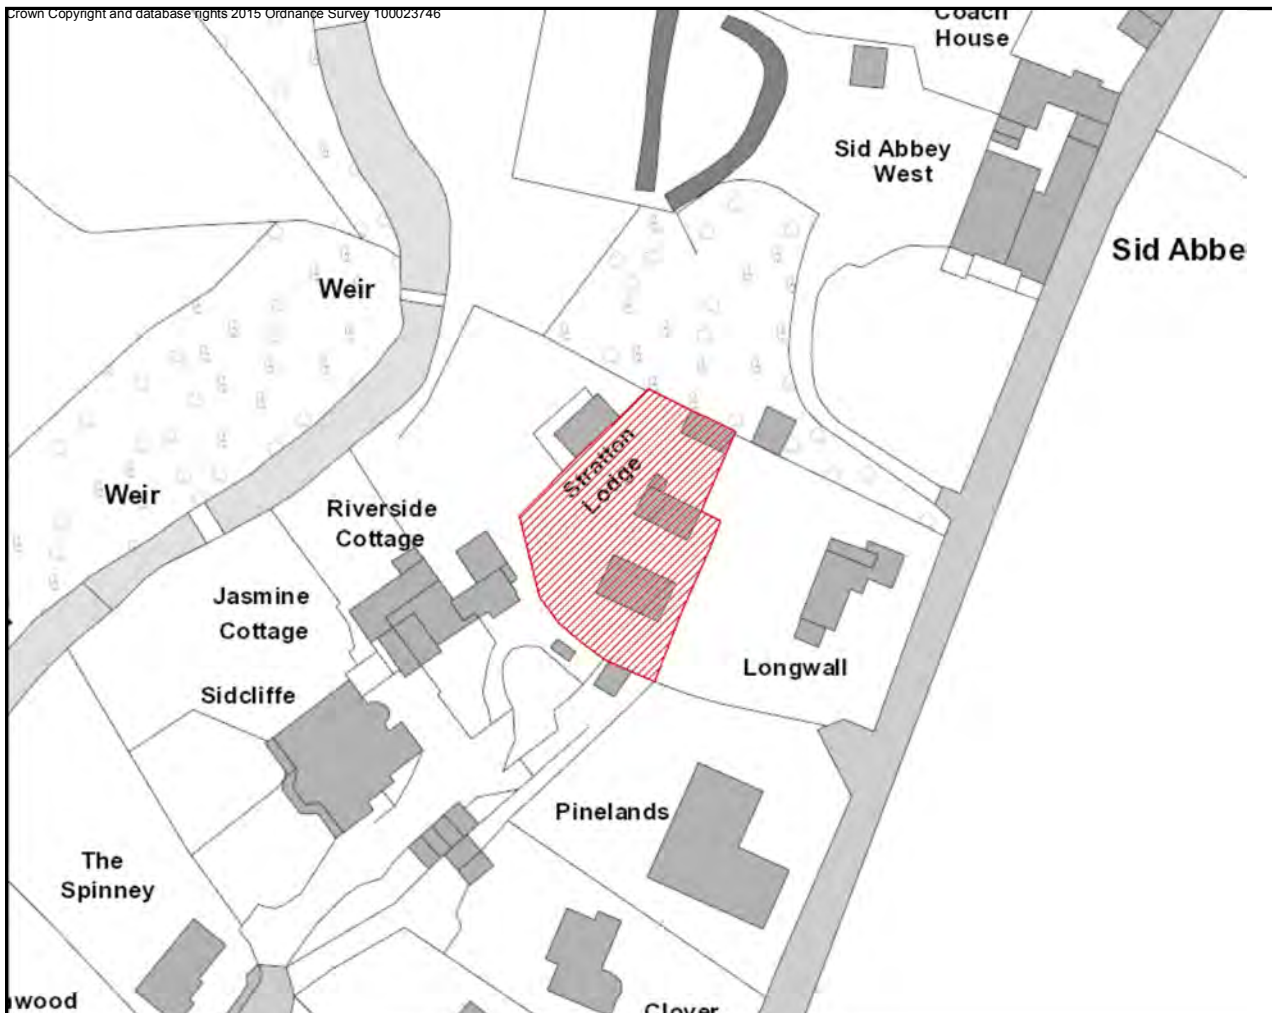 Crown Copyright and database rights 2015 Ordnance Survey 100023746
Coach
House
Sid Abbey
West
Sid Abbe
Weir
Weir
Stratton
Lodge
Riverside
Cottage
Jasmine
Cottage
Longwall
Sidcliffe
Pinelands
The
Spinney
wood
Clover